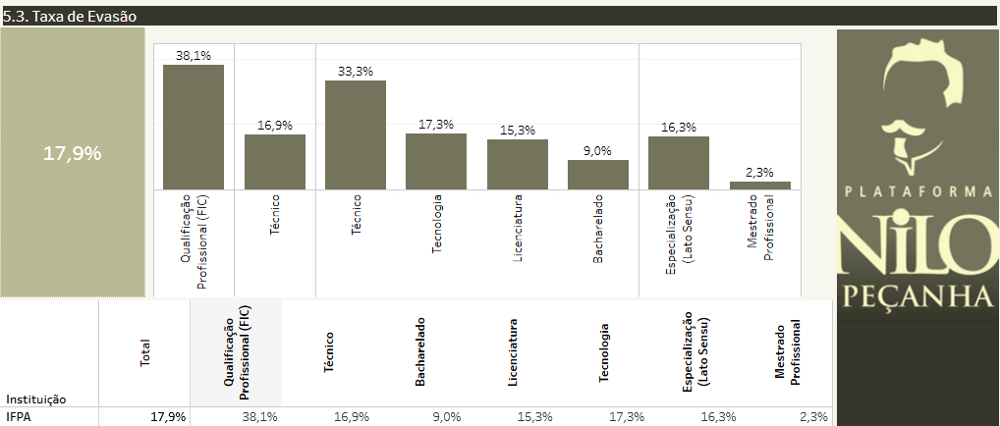 5.3. Taxa de Evasão
17,9%
38,1%
16,9%
33,3%
17,3%
15,3%
9,0%
16,3%
2,3%
Qualificação
Profissional (FIC)
Técnico
Técnico
Tecnologia
Licenciatura
Bacharelado
Especialização
(Lato Sensu)
Mestrado
Profissional
PLATAFORMA
NILO
PEÇANHA
Instituição
Total
Qualificação
Profissional (FIC)
Técnico
Bacharelado
Licenciatura
Tecnologia
Especialização
(Lato Sensu)
Mestrado
Profissional
IFPA 17,9% 38,1% 16,9% 9,0% 15,3% 17,3% 16,3% 2,3%